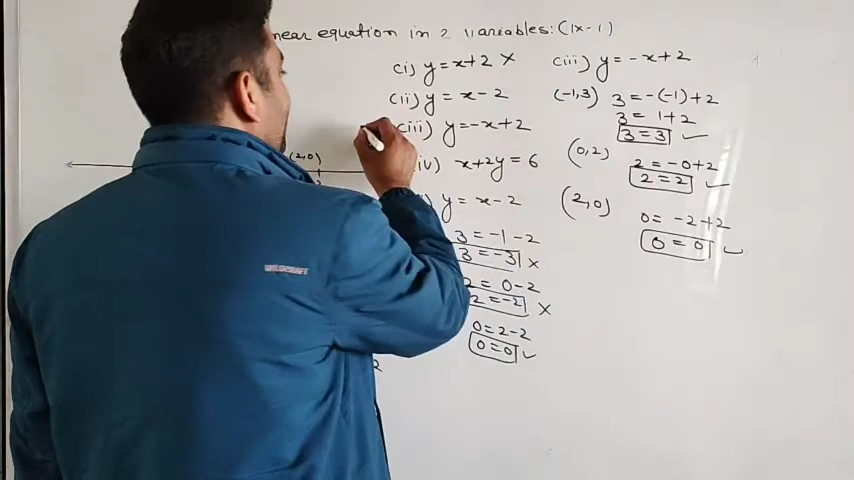 near equation in 2 variables: (IX-1)
(i) y = x+2 ×
(ii) y = x-2
(iii) y = -x+2
iv) x+2y = 6
y = x-2
3 = -1-2
3 = -3 ×
2 = 0-2
2 = -2 ×
0 = 2-2
0 = 0 ✓
(iii) y = -x+2
(-1,3) 3 = -(-1)+2
3 = 1+2
3 = 3 ✓
(0,2) 2 = -0+2
2 = 2 ✓
(2,0) 0 = -2+2
0 = 0 ✓
(2,0)